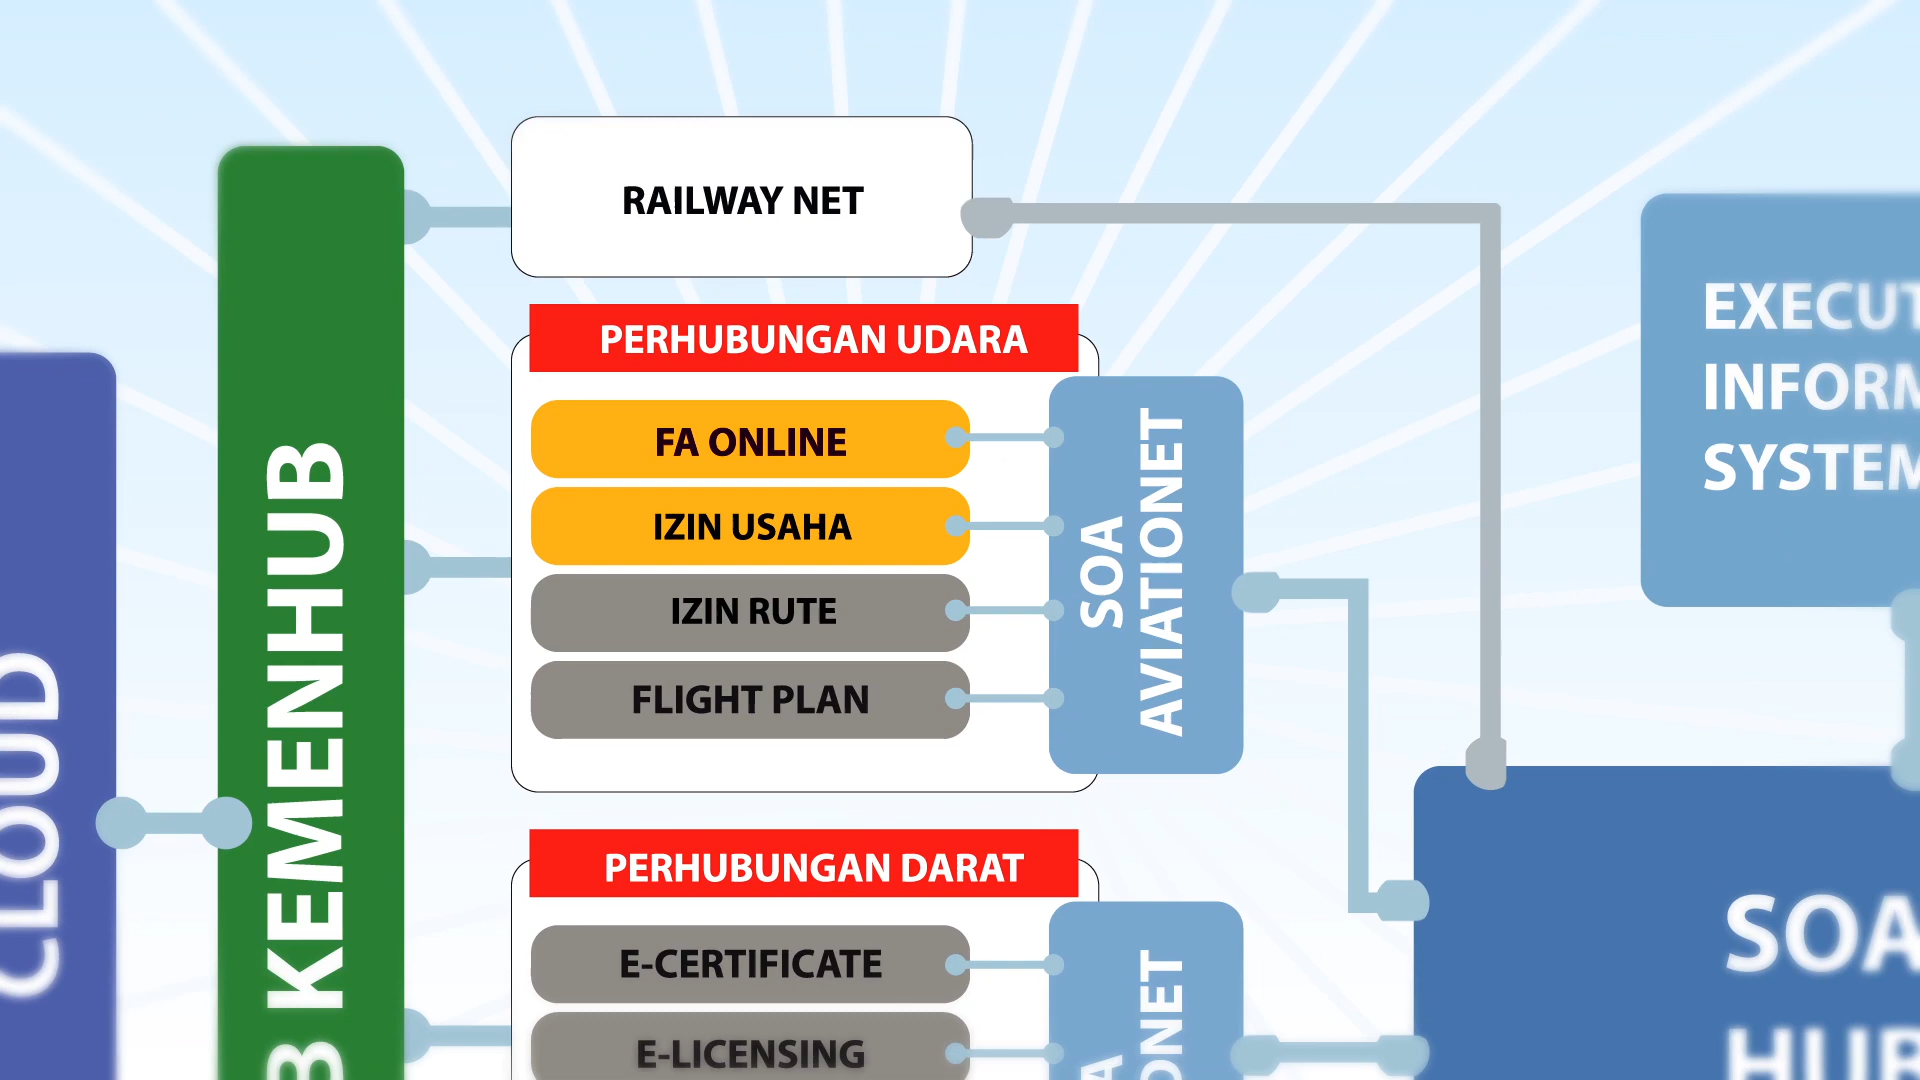 CLOUD
KEMENHUB
RAILWAY NET
PERHUBUNGAN UDARA
FA ONLINE
IZIN USAHA
IZIN RUTE
FLIGHT PLAN
SOA
AVIATIONET
PERHUBUNGAN DARAT
E-CERTIFICATE
E-LICENSING
SOA